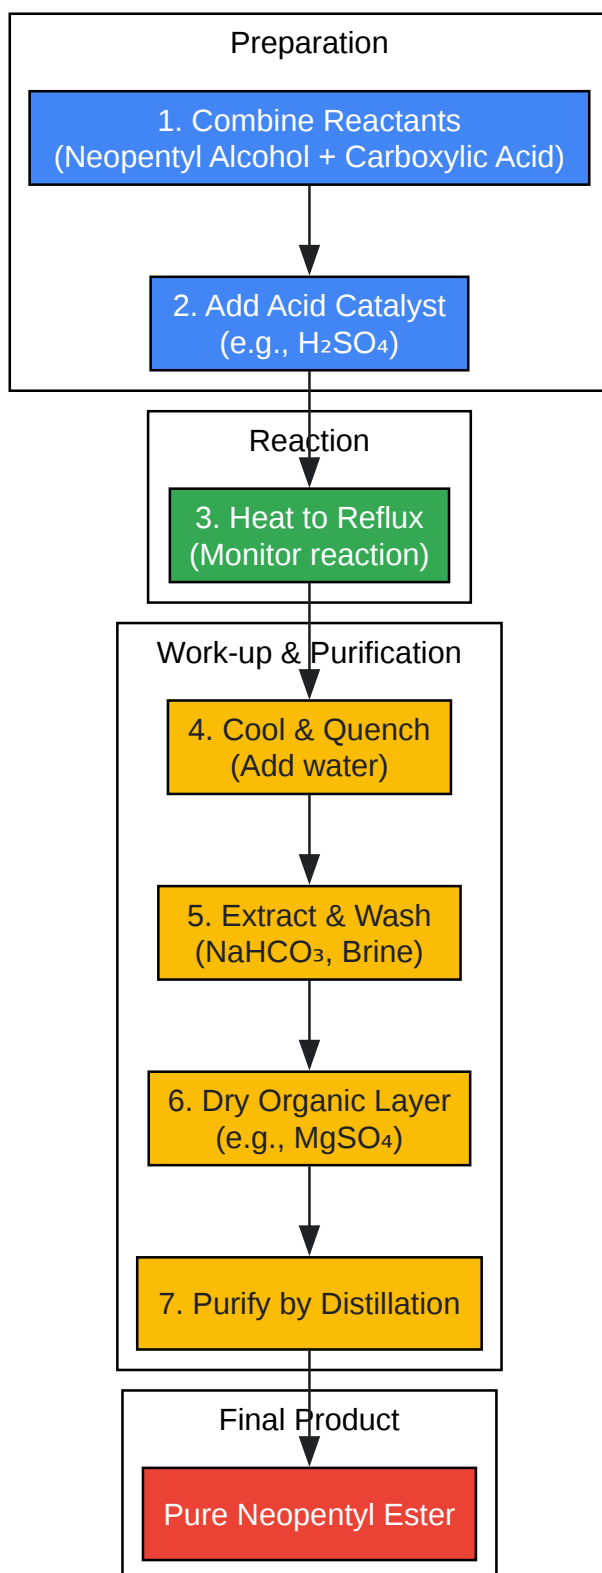 Preparation
1. Combine Reactants
(Neopentyl Alcohol + Carboxylic Acid)
2. Add Acid Catalyst
(e.g., H₂SO₄)
Reaction
3. Heat to Reflux
(Monitor reaction)
Work-up & Purification
4. Cool & Quench
(Add water)
5. Extract & Wash
(NaHCO₃, Brine)
6. Dry Organic Layer
(e.g., MgSO₄)
7. Purify by Distillation
Final Product
Pure Neopentyl Ester